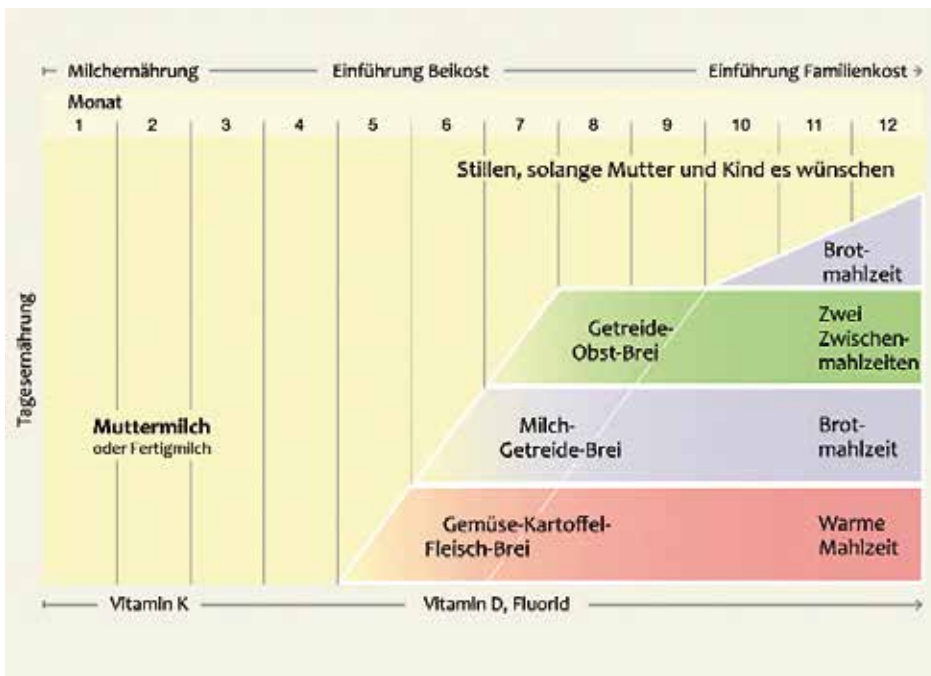 Milchernährung Einführung Beikost Einführung Familienkost
Monat
1 2 3 4 5 6 7 8 9 10 11 12
Stillen, solange Mutter und Kind es wünschen
Brot-
mahlzeit
Getreide-
Obst-Brei
Zwei
Zwischen-
mahlzeiten
Tagesernährung
Muttermilch
oder Fertigmilch
Milch-
Getreide-Brei
Brot-
mahlzeit
Gemüse-Kartoffel-
Fleisch-Brei
Warme
Mahlzeit
Vitamin K Vitamin D, Fluorid